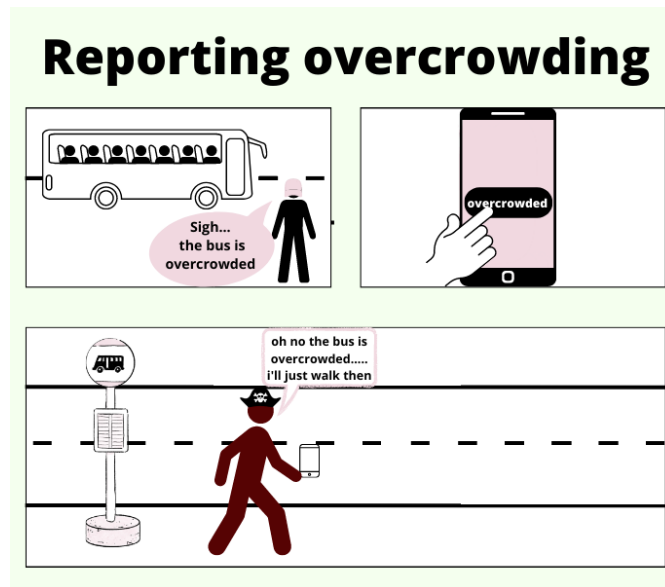 Reporting overcrowding
Sigh...
the bus is
overcrowded
overcrowded
oh no the bus is
overcrowded.....
i'll just walk then